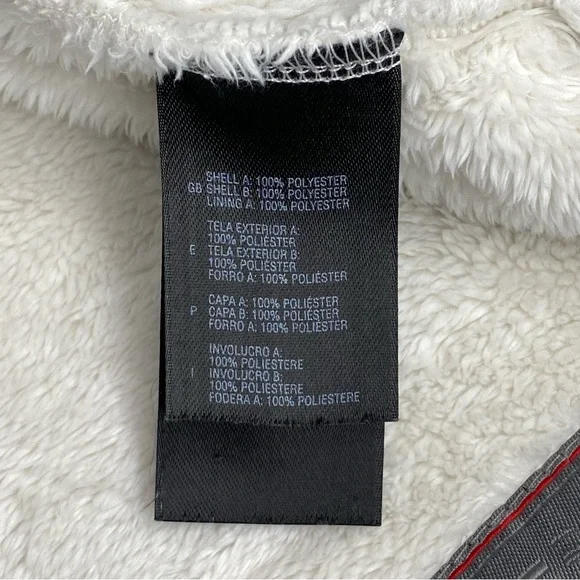 SHELL A: 100% POLYESTER
GB SHELL B: 100% POLYESTER
LINING A: 100% POLYESTER
TELA EXTERIOR A:
100% POLIÉSTER
E TELA EXTERIOR B:
100% POLIÉSTER
FORRO A: 100% POLIÉSTER
CAPA A: 100% POLIÉSTER
P CAPA B: 100% POLIÉSTER
FORRO A: 100% POLIÉSTER
INVOLUCRO A:
100% POLIESTERE
I INVOLUCRO B:
100% POLIESTERE
FODERA A: 100% POLIESTERE